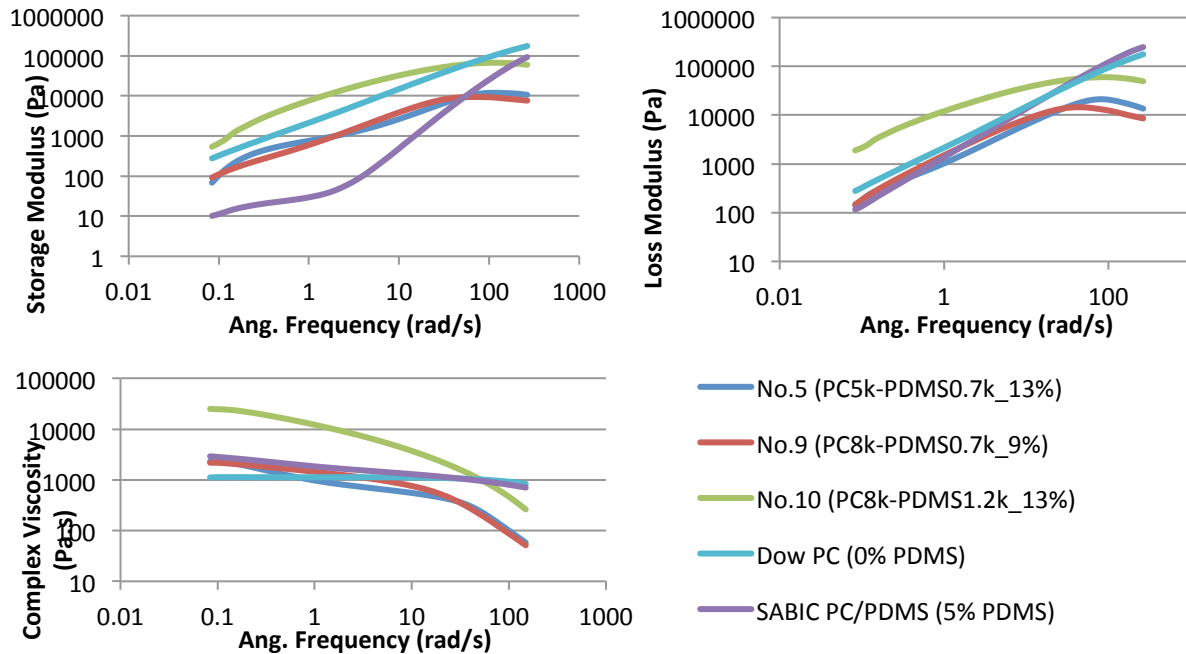 Storage Modulus (Pa)
1000000
100000
10000
1000
100
10
1
0.01 0.1 1 10 100 1000
Ang. Frequency (rad/s)
Loss Modulus (Pa)
1000000
100000
10000
1000
100
10
0.01 1 100
Ang. Frequency (rad/s)
Complex Viscosity
(Pa s)
100000
10000
1000
100
10
0.01 0.1 1 10 100 1000
Ang. Frequency (rad/s)
No.5 (PC5k-PDMS0.7k_13%)
No.9 (PC8k-PDMS0.7k_9%)
No.10 (PC8k-PDMS1.2k_13%)
Dow PC (0% PDMS)
SABIC PC/PDMS (5% PDMS)